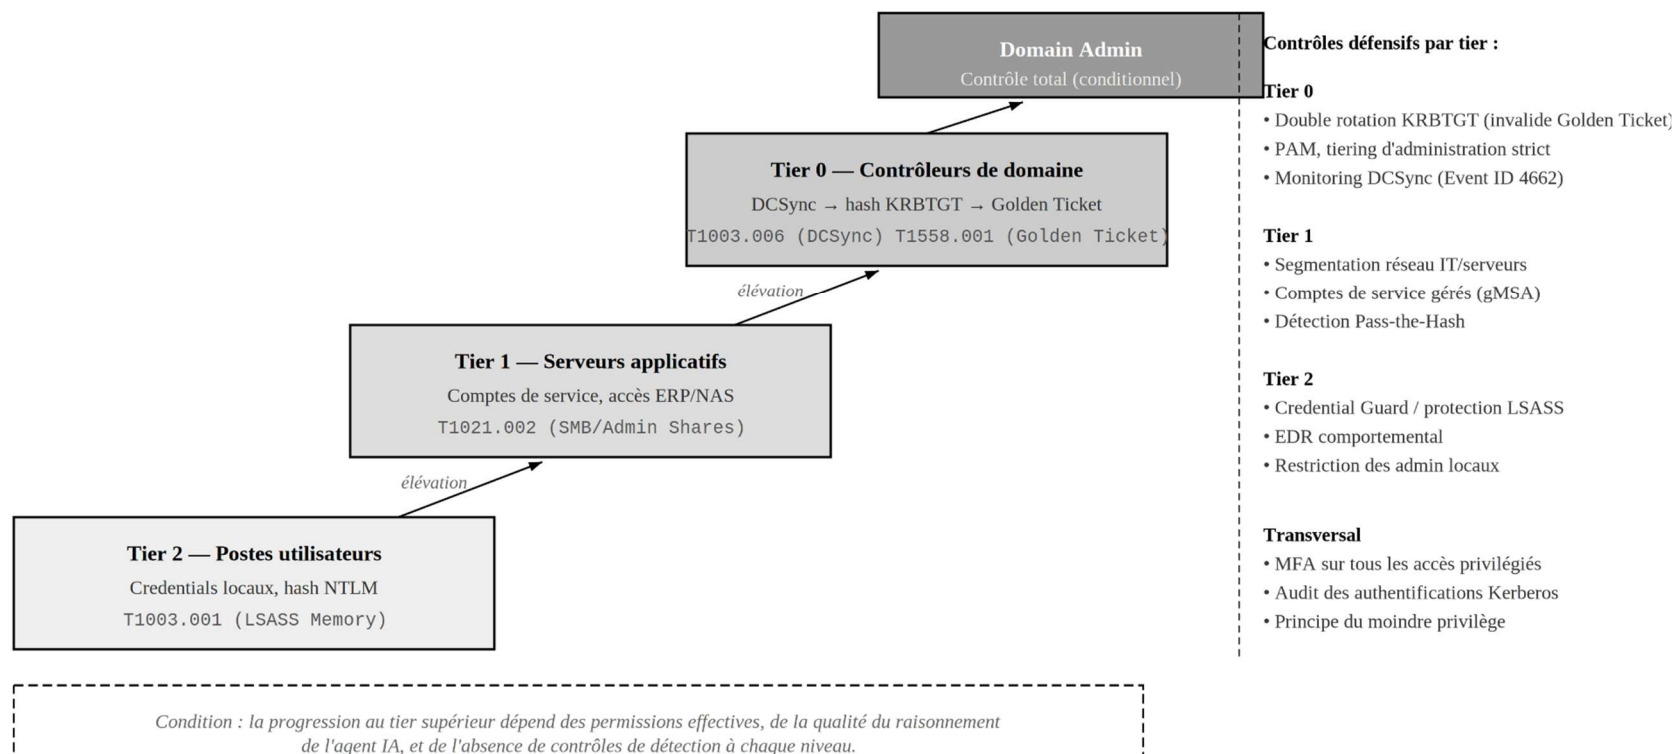 Domain Admin
Contrôle total (conditionnel)
Tier 0 — Contrôleurs de domaine
DCSync → hash KRBTGT → Golden Ticket
T1003.006 (DCSync) T1558.001 (Golden Ticket)
élévation
Tier 1 — Serveurs applicatifs
Comptes de service, accès ERP/NAS
T1021.002 (SMB/Admin Shares)
élévation
Tier 2 — Postes utilisateurs
Credentials locaux, hash NTLM
T1003.001 (LSASS Memory)
Contrôles défensifs par tier :
Tier 0
• Double rotation KRBTGT (invalide Golden Ticket)
• PAM, tiering d'administration strict
• Monitoring DCSync (Event ID 4662)
Tier 1
• Segmentation réseau IT/serveurs
• Comptes de service gérés (gMSA)
• Détection Pass-the-Hash
Tier 2
• Credential Guard / protection LSASS
• EDR comportemental
• Restriction des admin locaux
Transversal
• MFA sur tous les accès privilégiés
• Audit des authentifications Kerberos
• Principe du moindre privilège
Condition : la progression au tier supérieur dépend des permissions effectives, de la qualité du raisonnement
de l'agent IA, et de l'absence de contrôles de détection à chaque niveau.